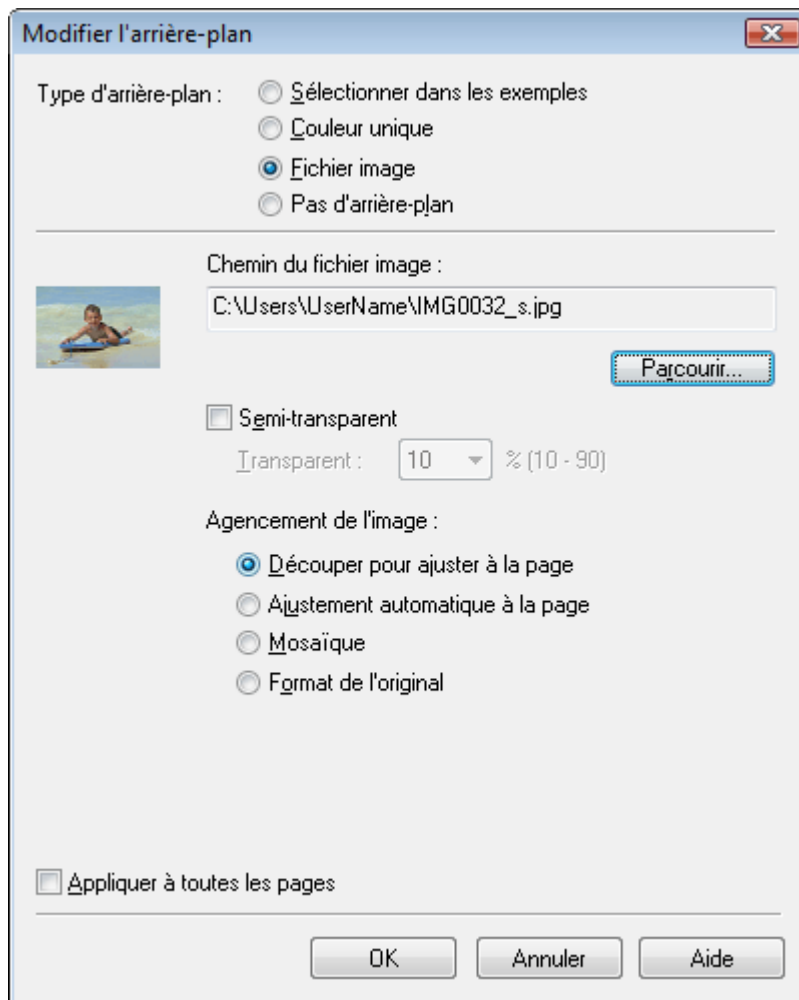 Modifier l'arrière-plan
Type d'arrière-plan :
Sélectionner dans les exemples
Couleur unique
Fichier image
Pas d'arrière-plan
Chemin du fichier image :
C:\Users\UserName\IMG0032_s.jpg
Parcourir...
Semi-transparent
Transparent : 10 % (10 - 90)
Agencement de l'image :
Découper pour ajuster à la page
Ajustement automatique à la page
Mosaïque
Format de l'original
Appliquer à toutes les pages
OK Annuler Aide